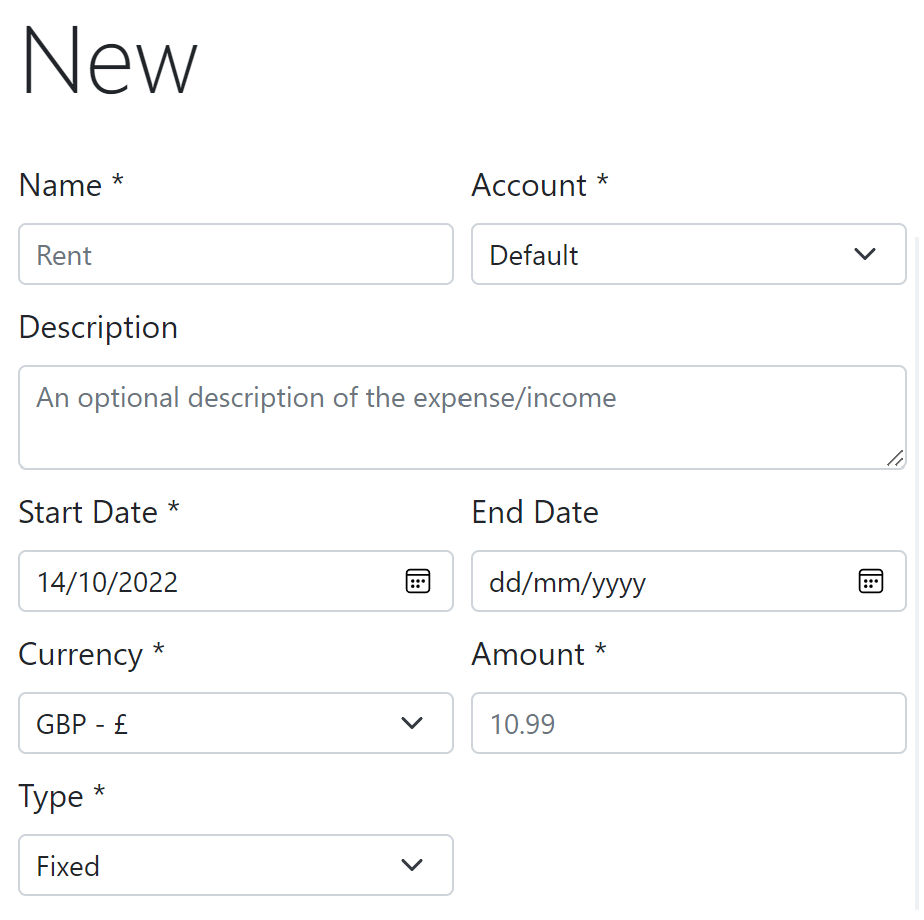 New
Name * Account *
Rent Default
Description
An optional description of the expense/income
Start Date * End Date
14/10/2022 dd/mm/yyyy
Currency * Amount *
GBP - £ 10.99
Type *
Fixed